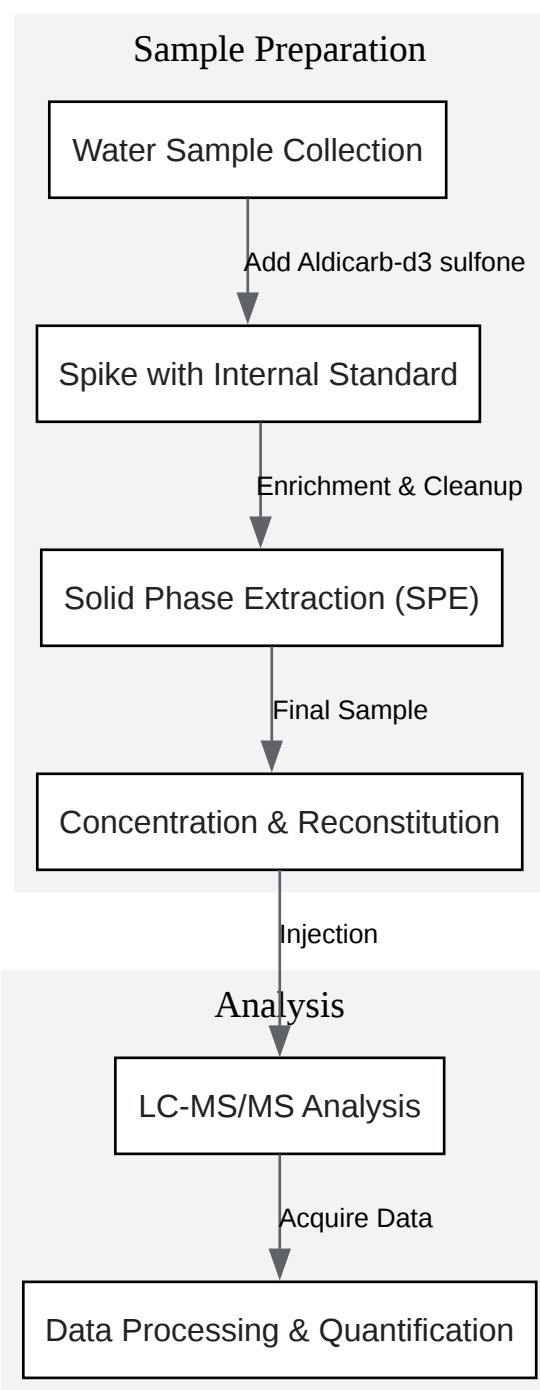 Sample Preparation
Water Sample Collection
Add Aldicarb-d3 sulfone
Spike with Internal Standard
Enrichment & Cleanup
Solid Phase Extraction (SPE)
Final Sample
Concentration & Reconstitution
Injection
Analysis
LC-MS/MS Analysis
Acquire Data
Data Processing & Quantification